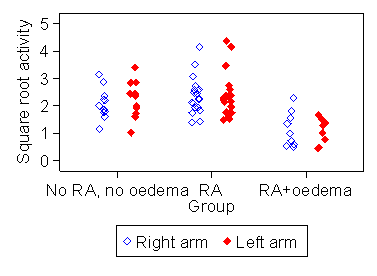 Square root activity
5
4
3
2
1
0
No RA, no oedema RA RA+oedema
Group
Right arm Left arm